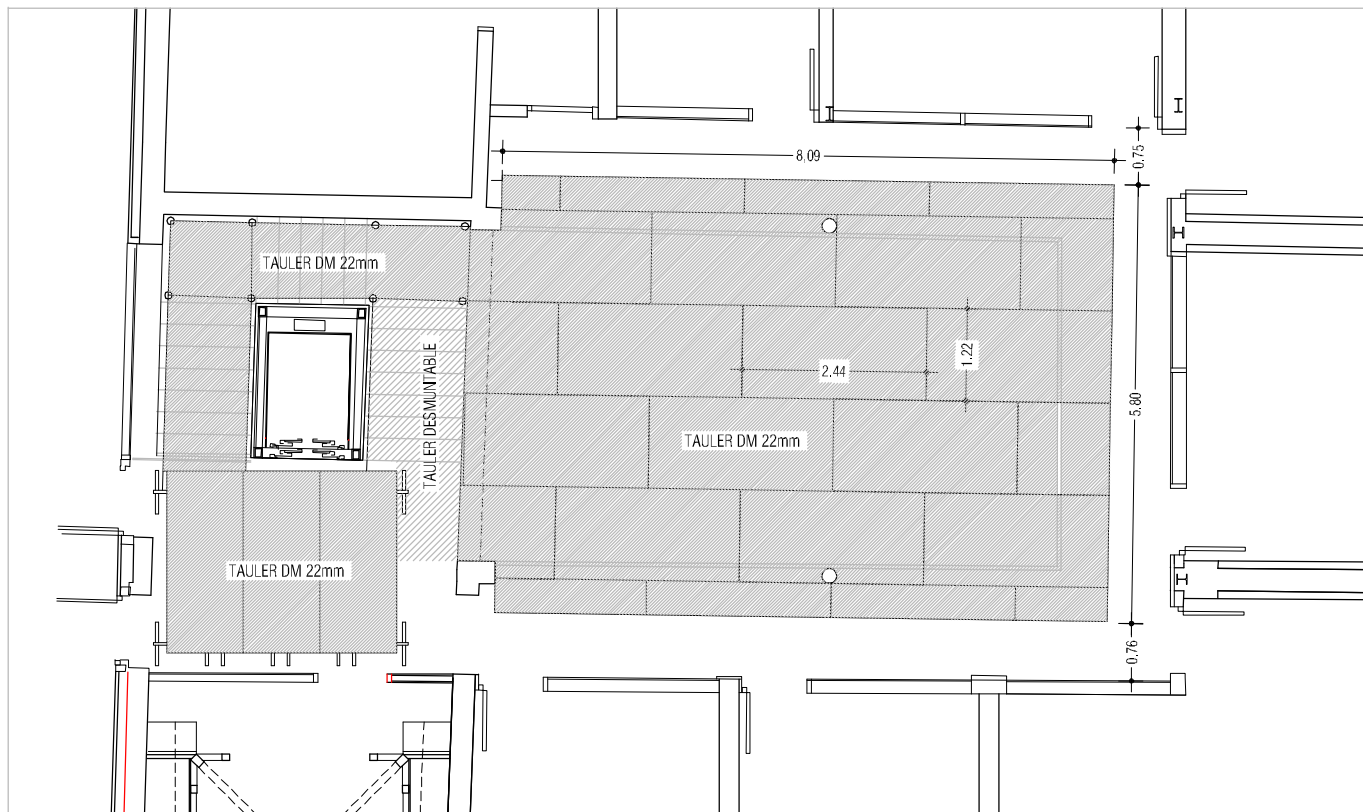 8,09
0.75
TAULER DM 22mm
TAULER DESMUNTABLE
2.44
1.22
5.80
TAULER DM 22mm
TAULER DM 22mm
0.76